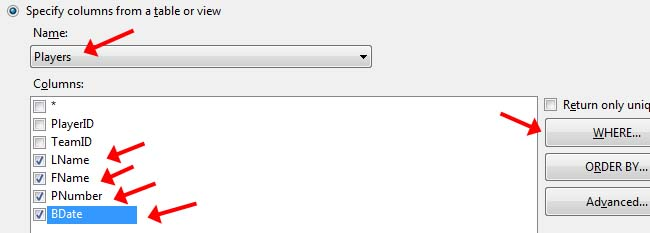 Specify columns from a table or view
Name:
Players
Columns:
*
PlayerID
TeamID
LName
FName
PNumber
BDate
Return only
WHERE...
ORDER BY...
Advanced...